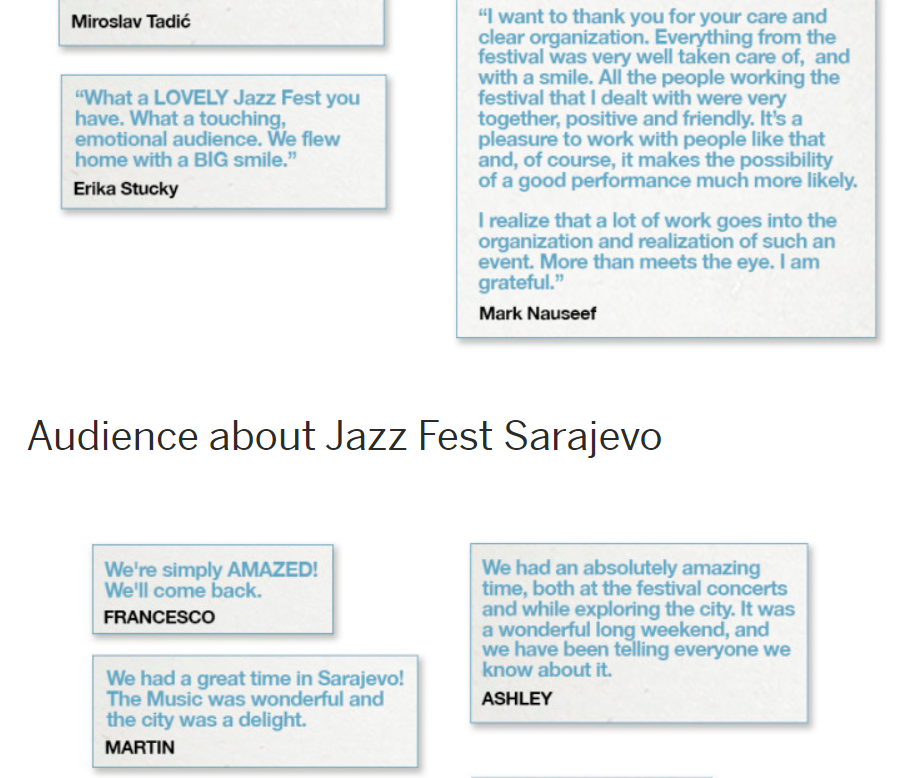 Miroslav Tadić
“What a LOVELY Jazz Fest you
have. What a touching,
emotional audience. We flew
home with a BIG smile.”
Erika Stucky
“I want to thank you for your care and
clear organization. Everything from the
festival was very well taken care of,  and
with a smile. All the people working the
festival that I dealt with were very
together, positive and friendly. It’s a
pleasure to work with people like that
and, of course, it makes the possibility
of a good performance much more likely.
I realize that a lot of work goes into the
organization and realization of such an
event. More than meets the eye. I am
grateful.”
Mark Nauseef
Audience about Jazz Fest Sarajevo
We're simply AMAZED!
We'll come back.
FRANCESCO
We had a great time in Sarajevo!
The Music was wonderful and
the city was a delight.
MARTIN
We had an absolutely amazing
time, both at the festival concerts
and while exploring the city. It was
a wonderful long weekend, and
we have been telling everyone we
know about it.
ASHLEY